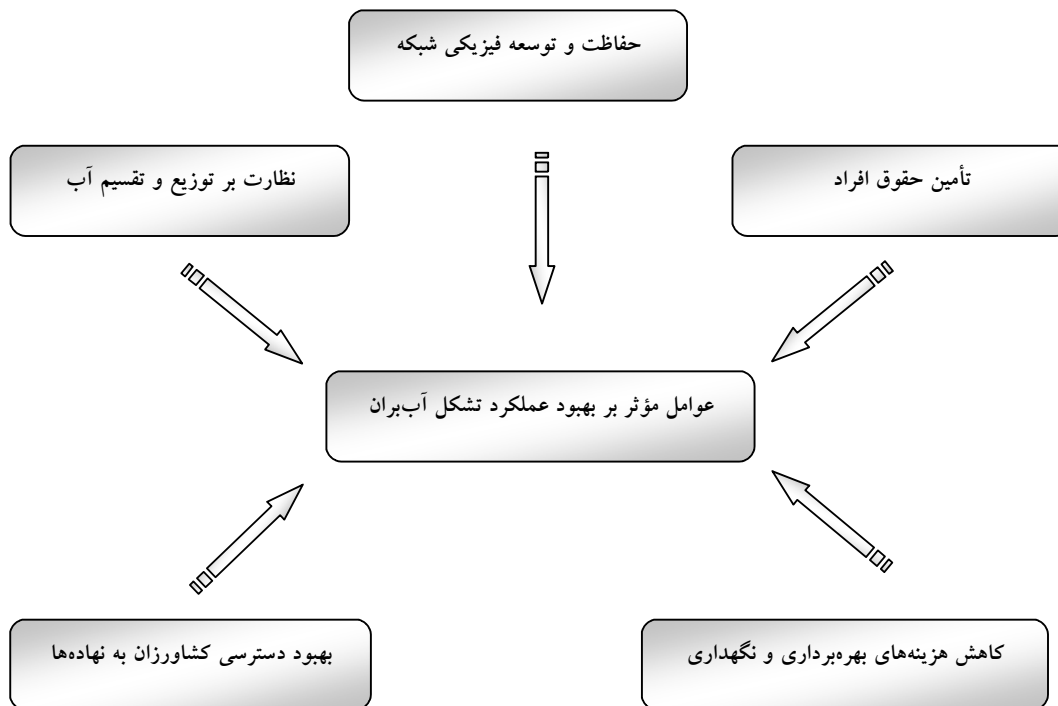 حفاظت و توسعه فیزیکی شبکه
تأمین حقوق افراد
نظارت بر توزیع و تقسیم آب
عوامل مؤثر بر بهبود عملکرد تشکل آب‌بران
کاهش هزینه‌های بهره‌برداری و نگهداری
بهبود دسترسی کشاورزان به نهاده‌ها